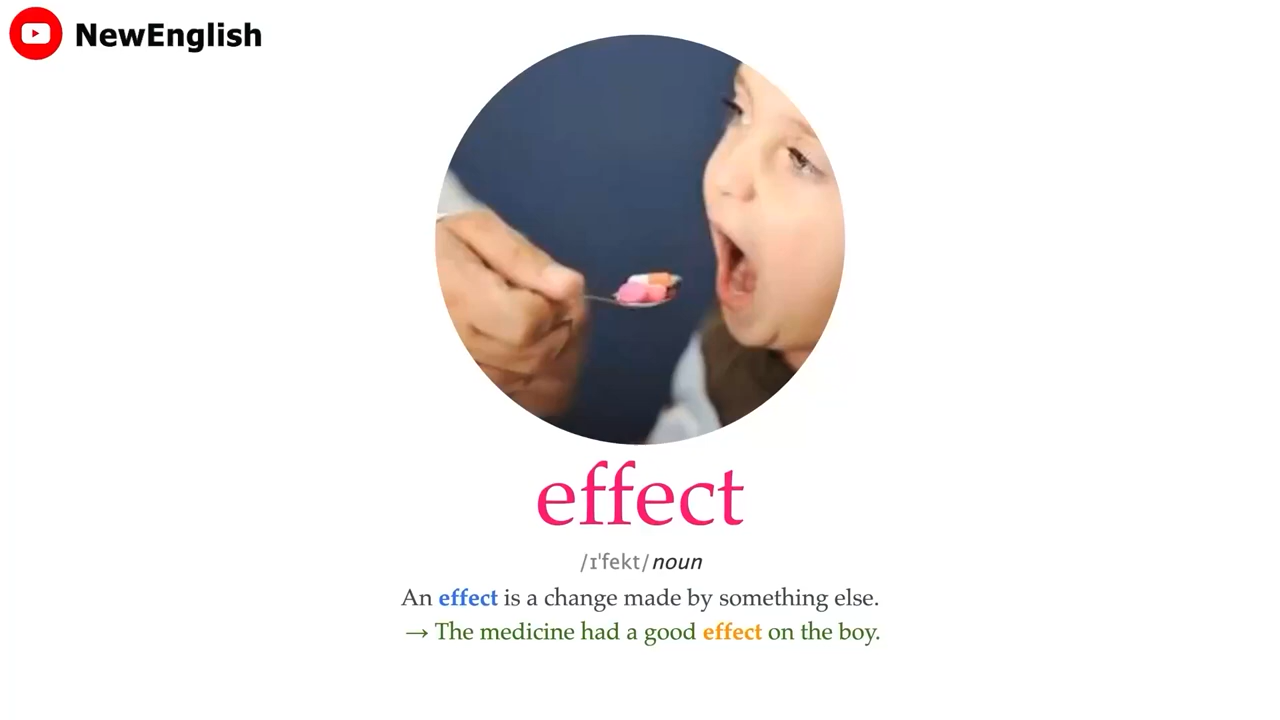 NewEnglish
effect
/ɪˈfekt/ noun
An effect is a change made by something else.
→ The medicine had a good effect on the boy.